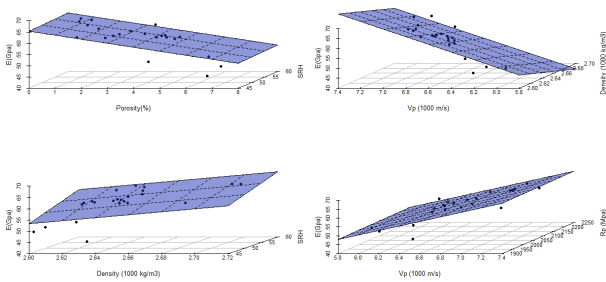 E(Gpa)
40 45 50 55 60 65 70 75
0 1 2 3 4 5 6 7 8
Porosity(%)
45 50 55 60
SRH
E(Gpa)
40 45 50 55 60 65 70 75
7.4 7.2 7.0 6.8 6.6 6.4 6.2 6.0 5.8
Vp (1000 m/s)
2.60 2.62 2.64 2.66 2.68 2.70
Density (1000 kg/m3)
E(Gpa)
40 45 50 55 60 65 70 75
2.60 2.62 2.64 2.66 2.68 2.70 2.72
Density (1000 kg/m3)
45 50 55 60
SRH
E(Gpa)
40 45 50 55 60 65 70 75
5.8 6.0 6.2 6.4 6.6 6.8 7.0 7.2 7.4
Vp (1000 m/s)
1900 1950 2000 2050 2100 2150 2200 2250
Rp (Mpa)